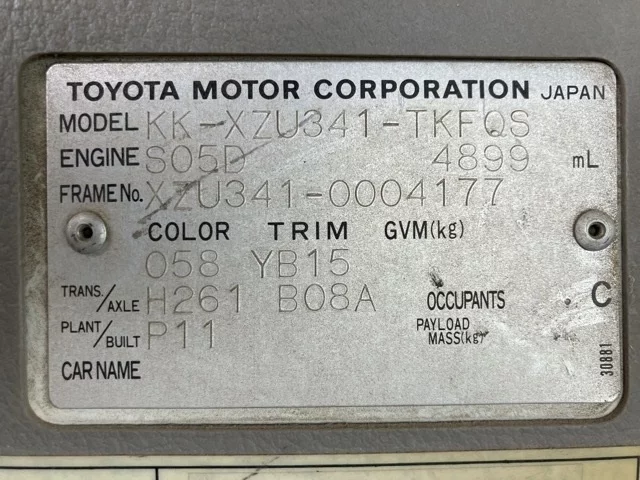 TOYOTA MOTOR CORPORATION JAPAN
MODEL KK-XZU341-TKFQS
ENGINE S05D 4899 mL
FRAME No. XZU341-0004177
COLOR TRIM GVM(kg)
058 YB15
TRANS./AXLE H261 B08A OCCUPANTS C
PLANT/BUILT P11 PAYLOAD MASS(kg)
CAR NAME
30881